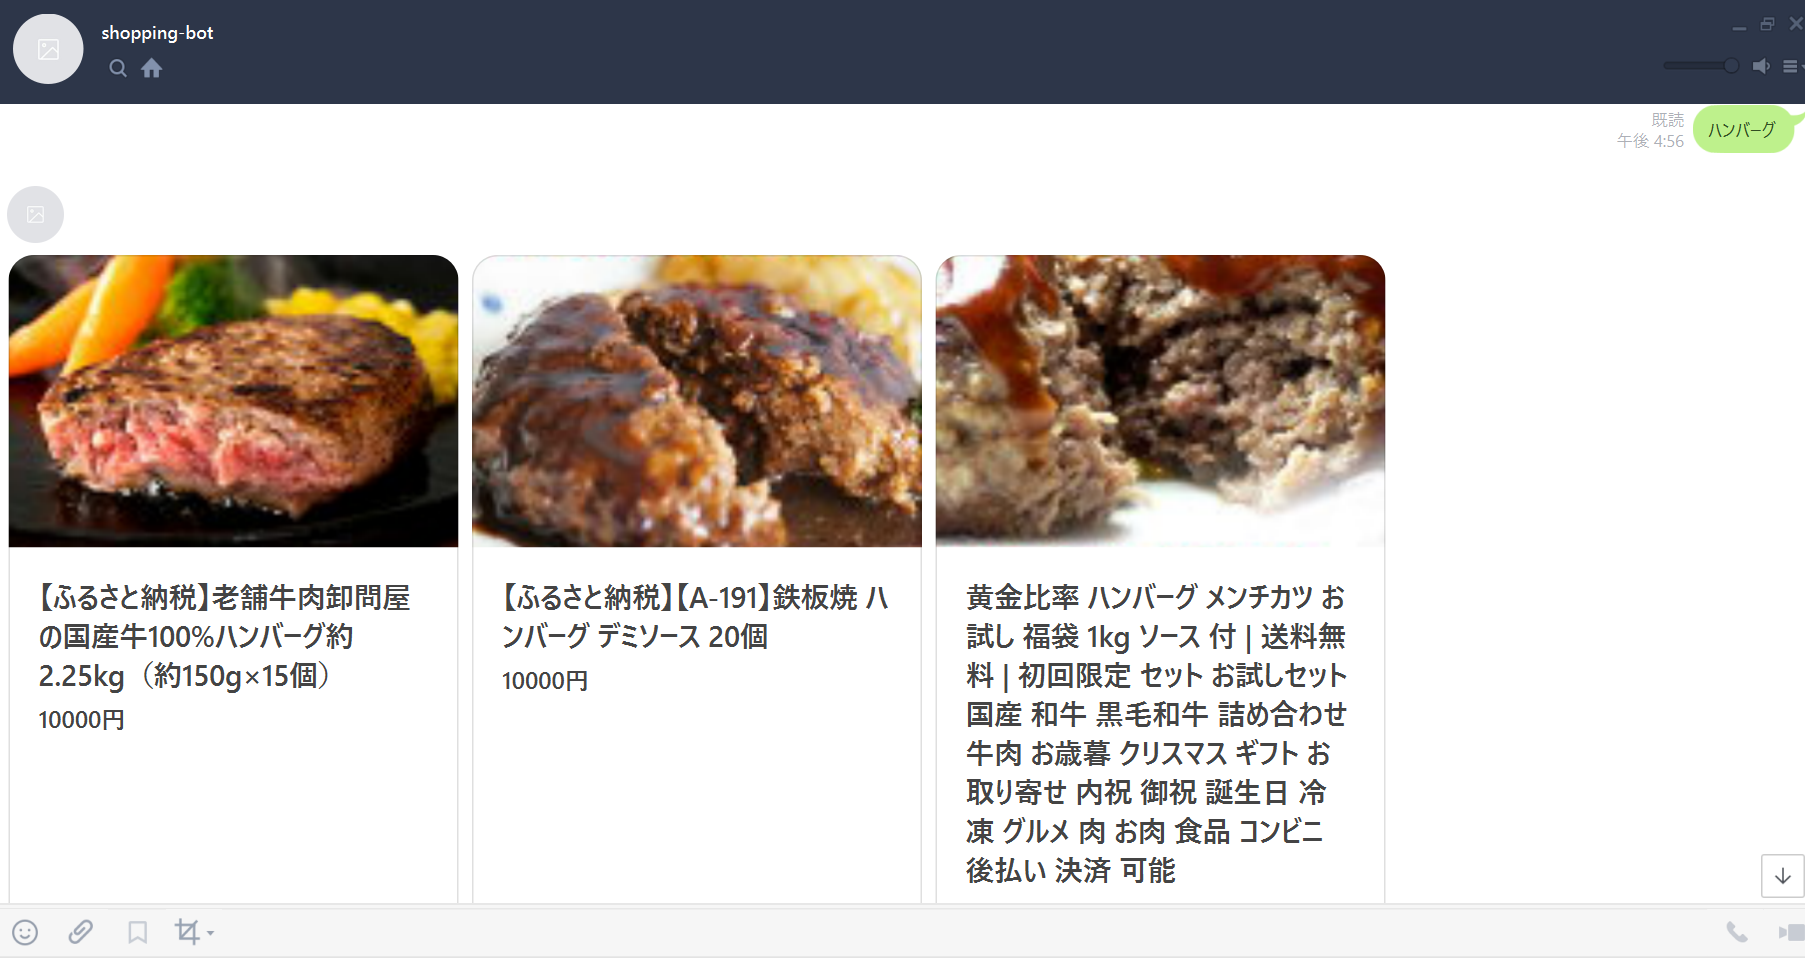 shopping-bot
既読
午後 4:56
ハンバーグ
【ふるさと納税】老舗牛肉卸問屋
の国産牛100%ハンバーグ約
2.25kg（約150g×15個）
10000円
【ふるさと納税】【A-191】鉄板焼 ハ
ンバーグ デミソース 20個
10000円
黄金比率 ハンバーグ メンチカツ お
試し 福袋 1kg ソース 付 | 送料無
料 | 初回限定 セット お試しセット
国産 和牛 黒毛和牛 詰め合わせ
牛肉 お歳暮 クリスマス ギフト お
取り寄せ 内祝 御祝 誕生日 冷
凍 グルメ 肉 お肉 食品 コンビニ
後払い 決済 可能